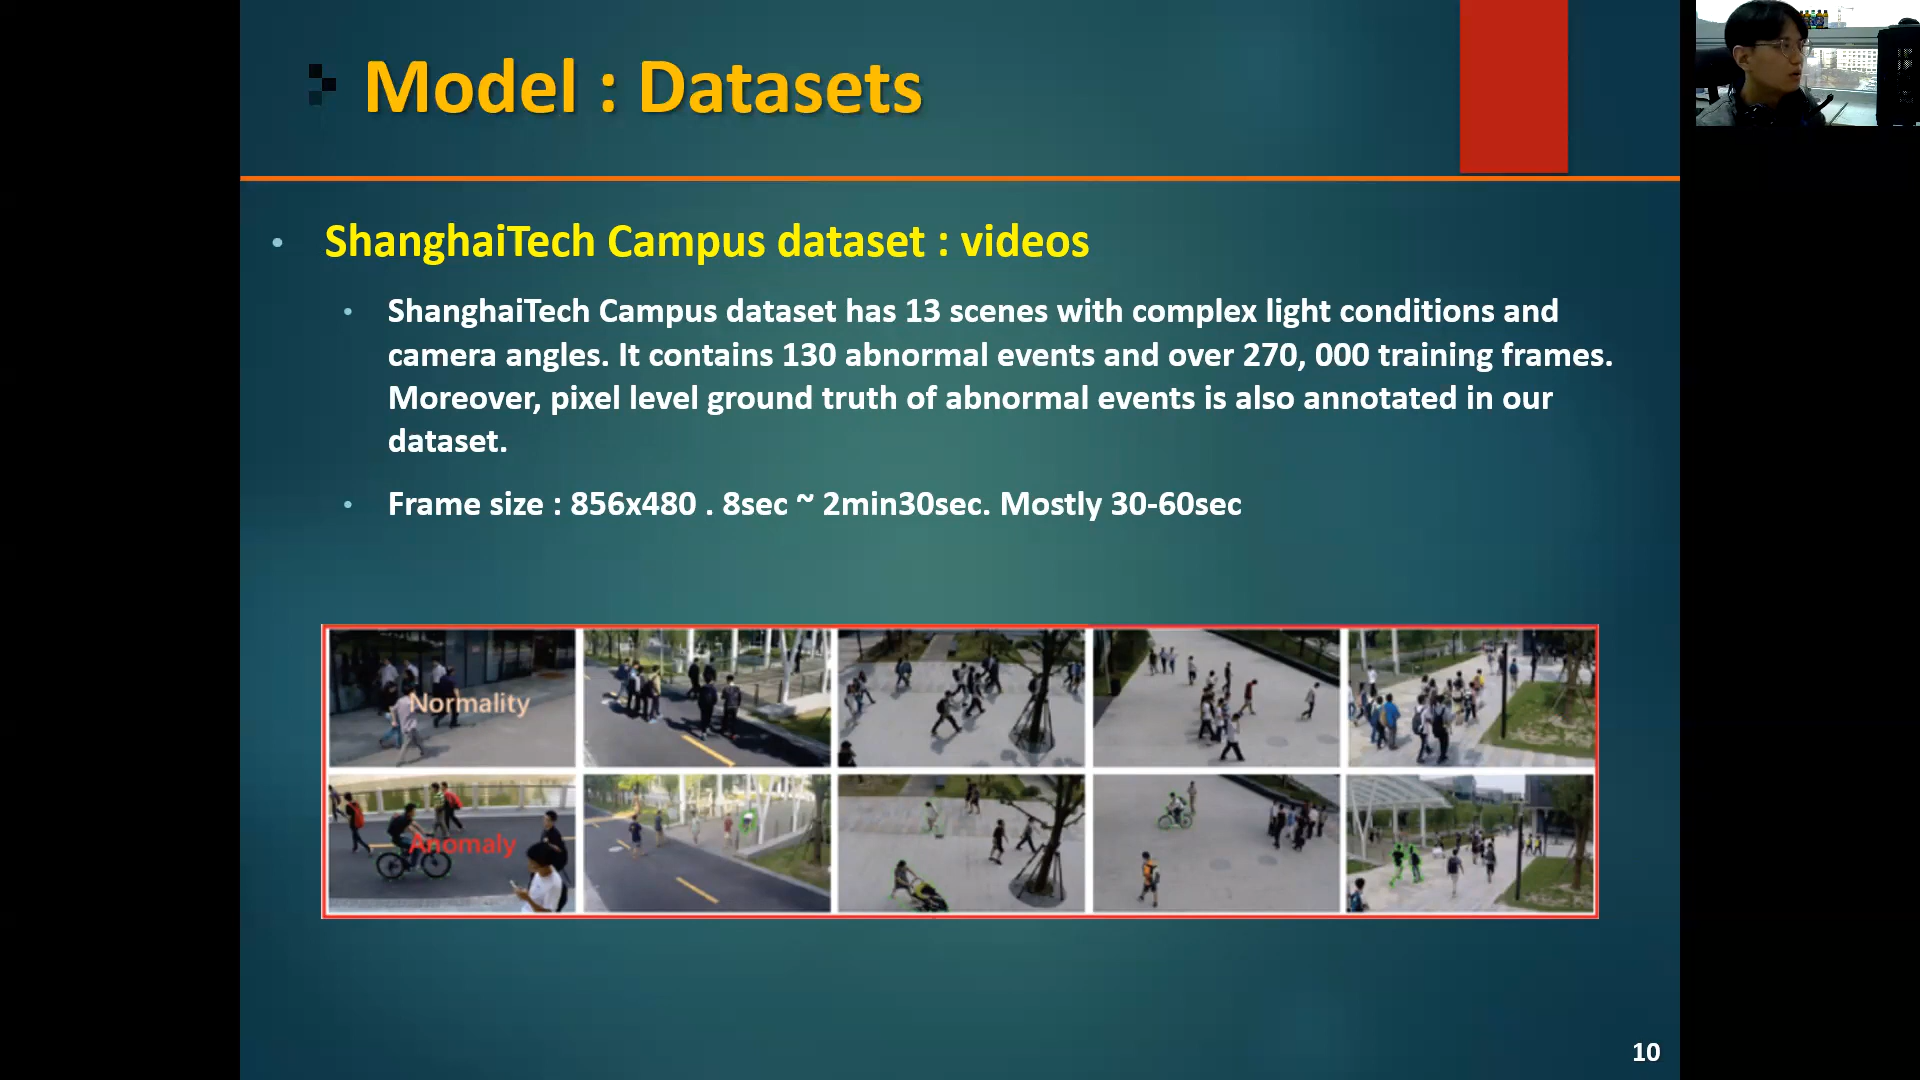 Model : Datasets
ShanghaiTech Campus dataset : videos
ShanghaiTech Campus dataset has 13 scenes with complex light conditions and
camera angles. It contains 130 abnormal events and over 270, 000 training frames.
Moreover, pixel level ground truth of abnormal events is also annotated in our
dataset.
Frame size : 856x480 . 8sec ~ 2min30sec. Mostly 30-60sec
Normality
Anomaly
10